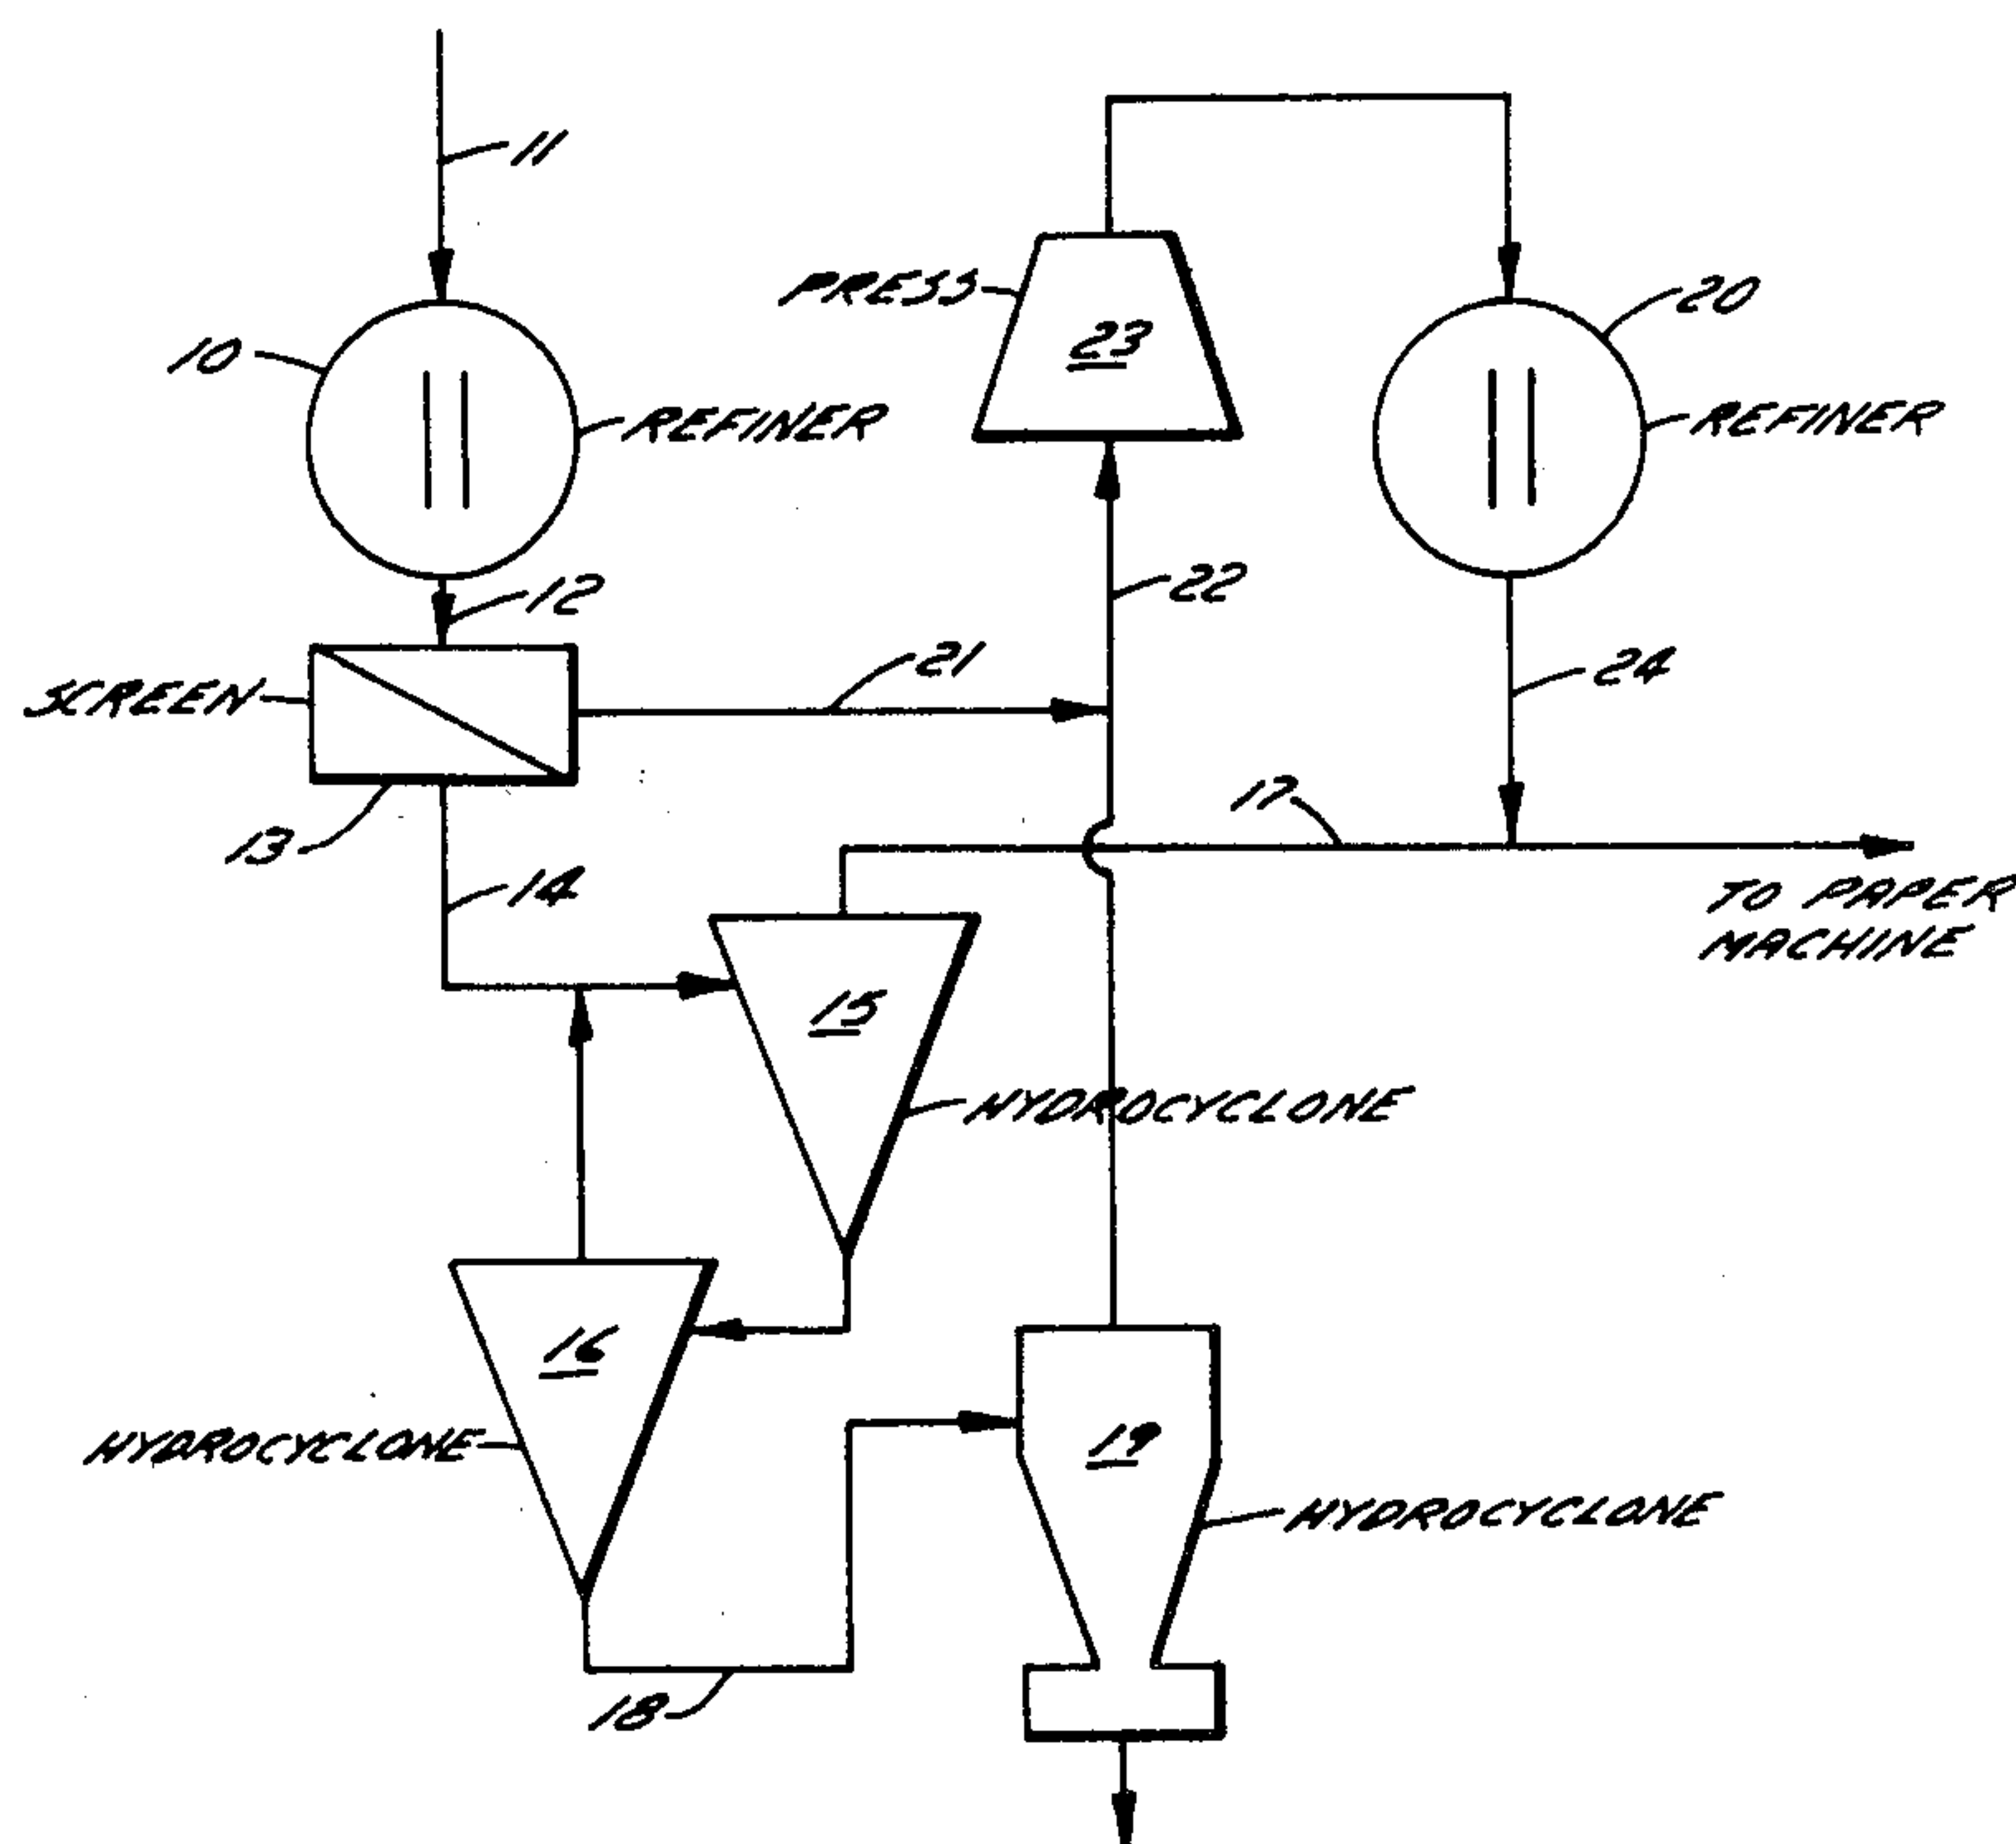 11
PRESS
23
20
10
REFINER
REFINER
12
22
21
24
SCREEN
13
17
14
TO PAPER
MACHINE
15
HYDROCYCLONE
16
HYDROCYCLONE
19
HYDROCYCLONE
18